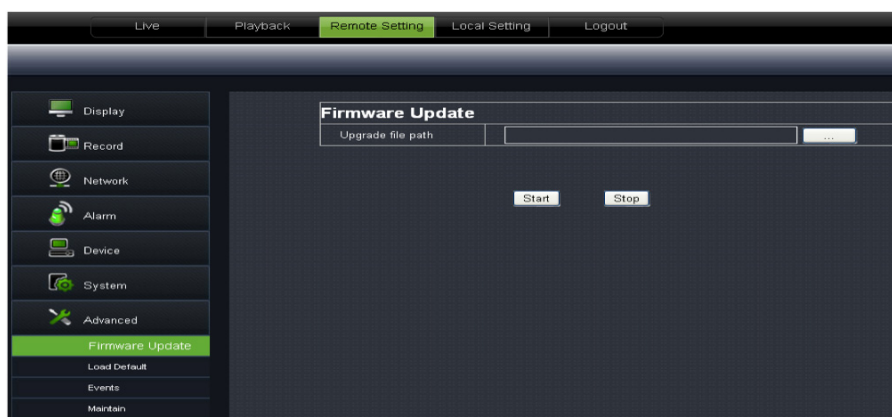 Live Playback Remote Setting Local Setting Logout
Display
Record
Network
Alarm
Device
System
Advanced
Firmware Update
Load Default
Events
Maintain
Firmware Update
Upgrade file path ...
Start Stop